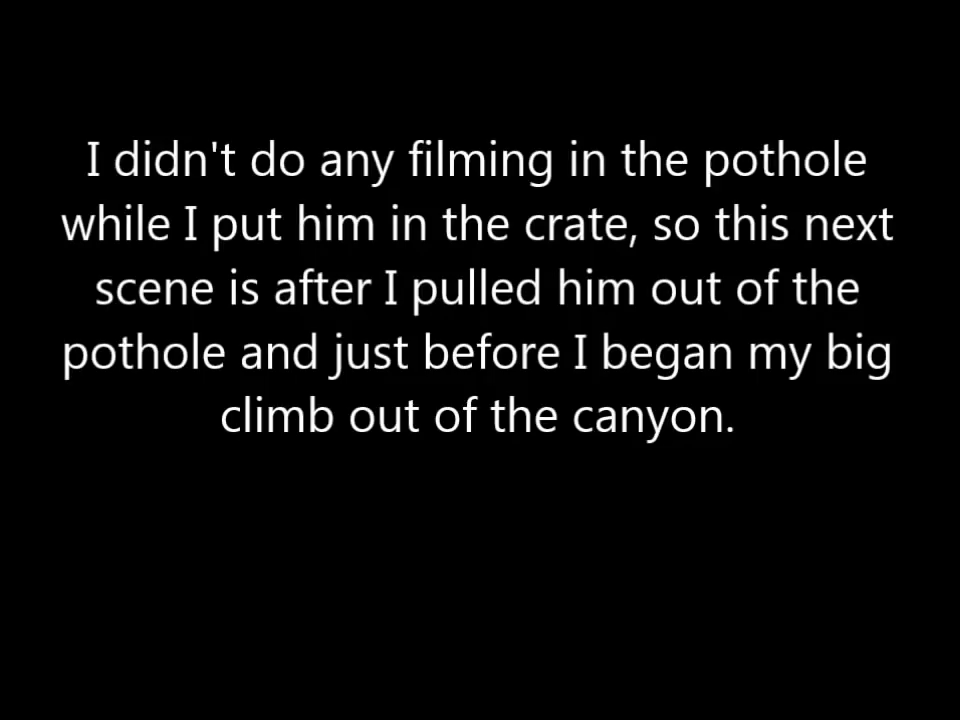 I didn't do any filming in the pothole
while I put him in the crate, so this next
scene is after I pulled him out of the
pothole and just before I began my big
climb out of the canyon.